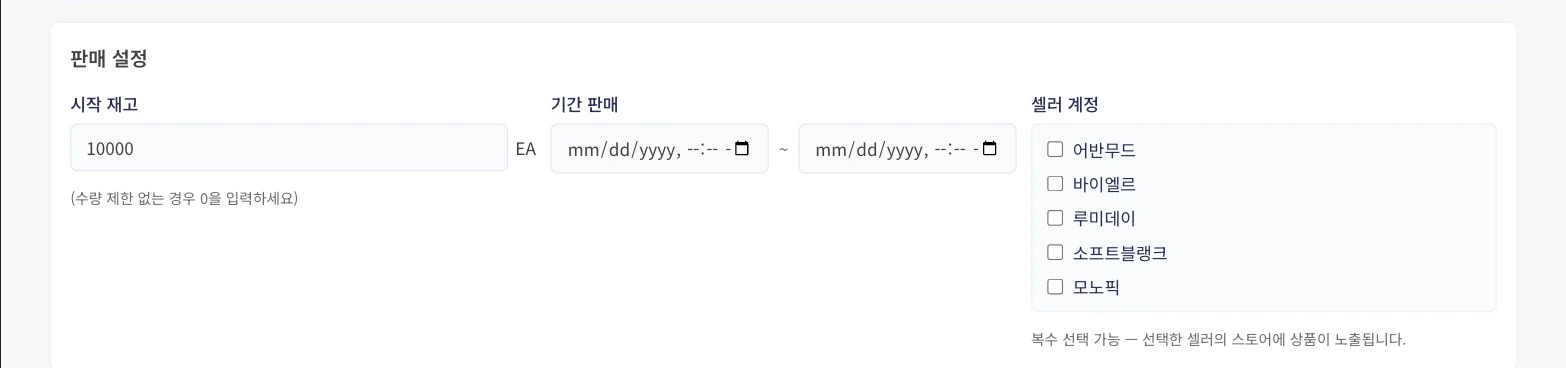 판매 설정
시작 재고
10000 EA
(수량 제한 없는 경우 0을 입력하세요)
기간 판매
mm/dd/yyyy, --:-- - ~ mm/dd/yyyy, --:-- -
셀러 계정
어반무드
바이엘르
루미데이
소프트블랭크
모노픽
복수 선택 가능 — 선택한 셀러의 스토어에 상품이 노출됩니다.